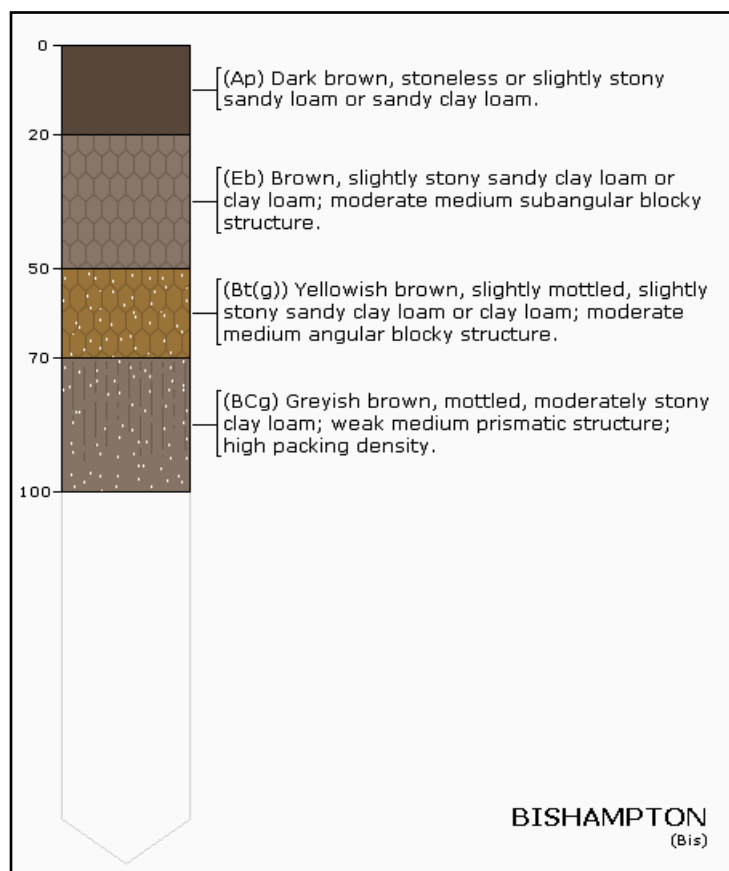 0
(Ap) Dark brown, stoneless or slightly stony
sandy loam or sandy clay loam.
20
(Eb) Brown, slightly stony sandy clay loam or
clay loam; moderate medium subangular blocky
structure.
50
(Bt(g)) Yellowish brown, slightly mottled, slightly
stony sandy clay loam or clay loam; moderate
medium angular blocky structure.
70
(BCg) Greyish brown, mottled, moderately stony
clay loam; weak medium prismatic structure;
high packing density.
100
BISHAMPTON
(Bis)